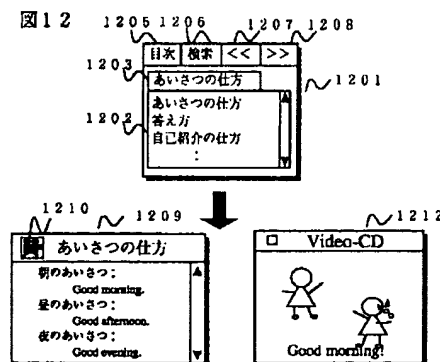 図12
1205 1206 1207 1208
目次 検索 << >>
1203
あいさつの仕方
1201
あいさつの仕方
1202
答え方
自己紹介の仕方
:
1210 1209
あいさつの仕方
朝のあいさつ:
Good morning.
昼のあいさつ:
Good afternoon.
夜のあいさつ:
Good evening.
1212
Video-CD
Good morning!